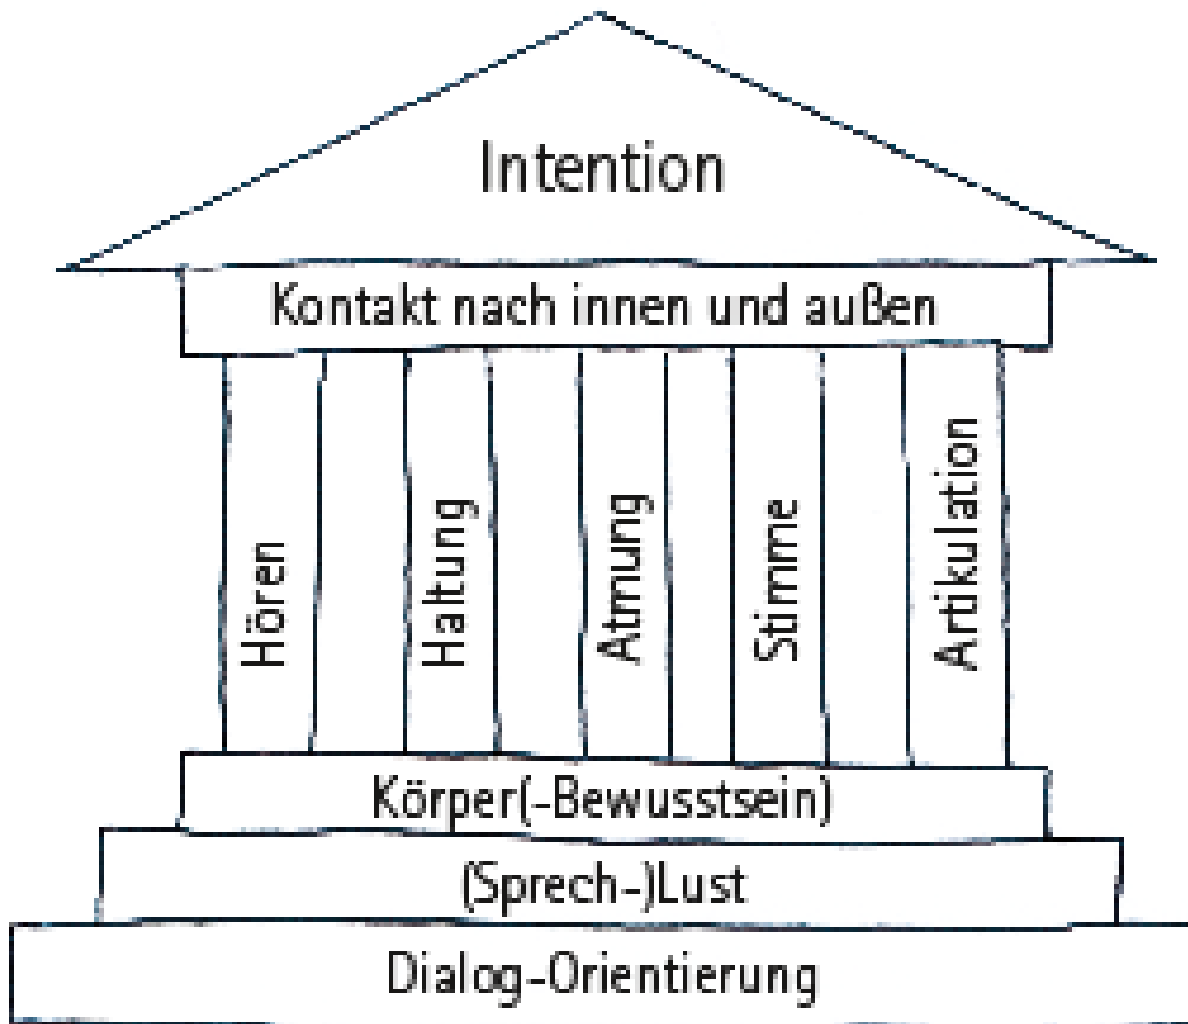 Intention
Kontakt nach innen und außen
Hören
Haltung
Atmung
Stimme
Artikulation
Körper(-Bewusstsein)
(Sprech-)Lust
Dialog-Orientierung